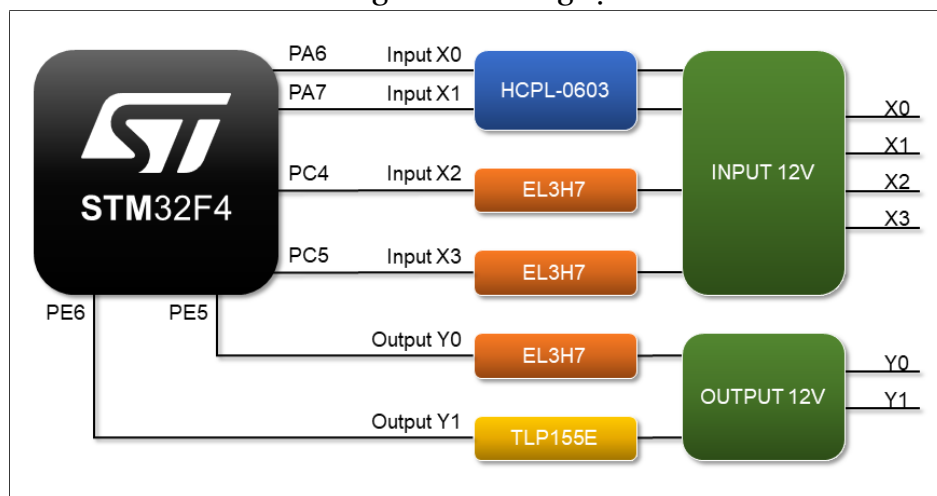 PA6 Input X0
PA7 Input X1
HCPL-0603
ST
STM32F4
PC4 Input X2
EL3H7
INPUT 12V
X0
X1
X2
X3
PC5 Input X3
EL3H7
PE6 PE5
Output Y0
EL3H7
OUTPUT 12V
Y0
Y1
Output Y1
TLP155E